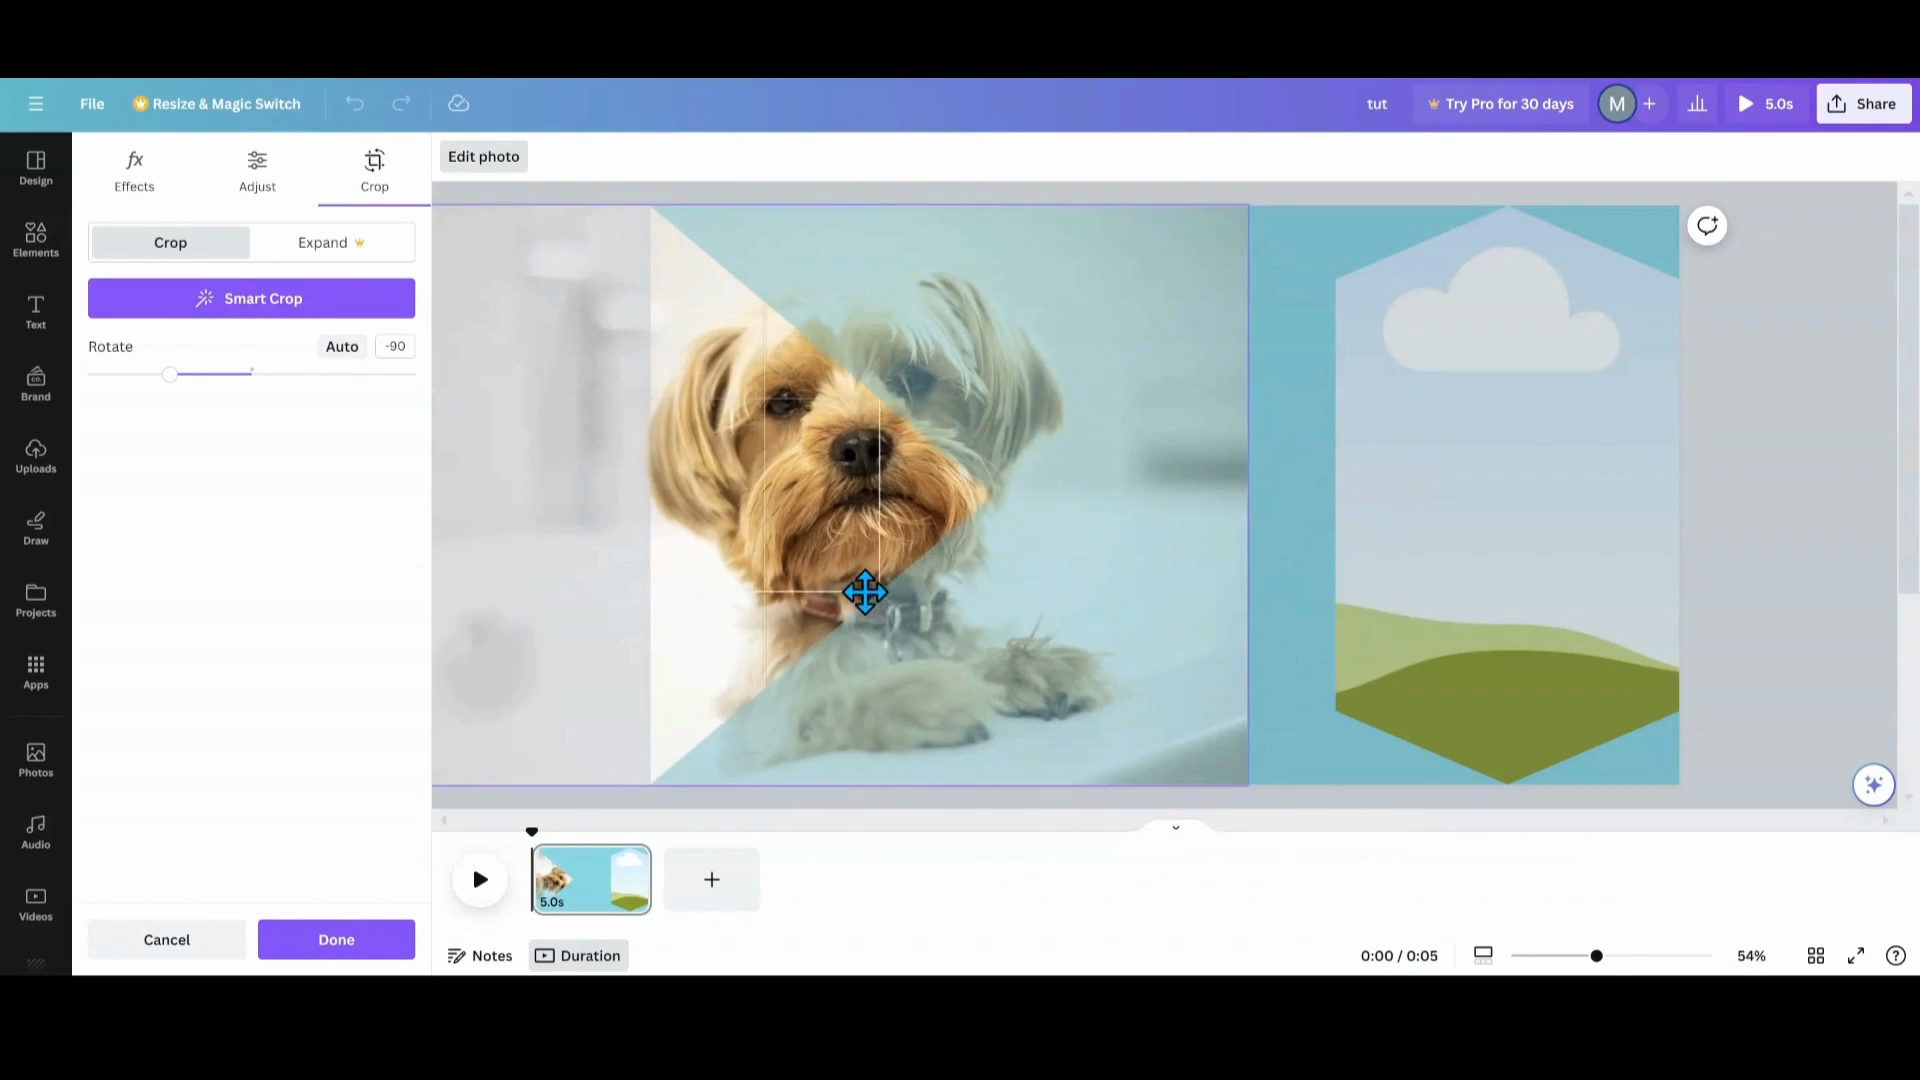 File
Resize & Magic Switch
tut
Try Pro for 30 days
M
5.0s
Share
Design
Elements
Text
Brand
Uploads
Draw
Projects
Apps
Photos
Audio
Videos
fx
Effects
Adjust
Crop
Edit photo
Crop
Expand
Smart Crop
Rotate
Auto
-90
Cancel
Done
5.0s
Notes
Duration
0:00 / 0:05
54%